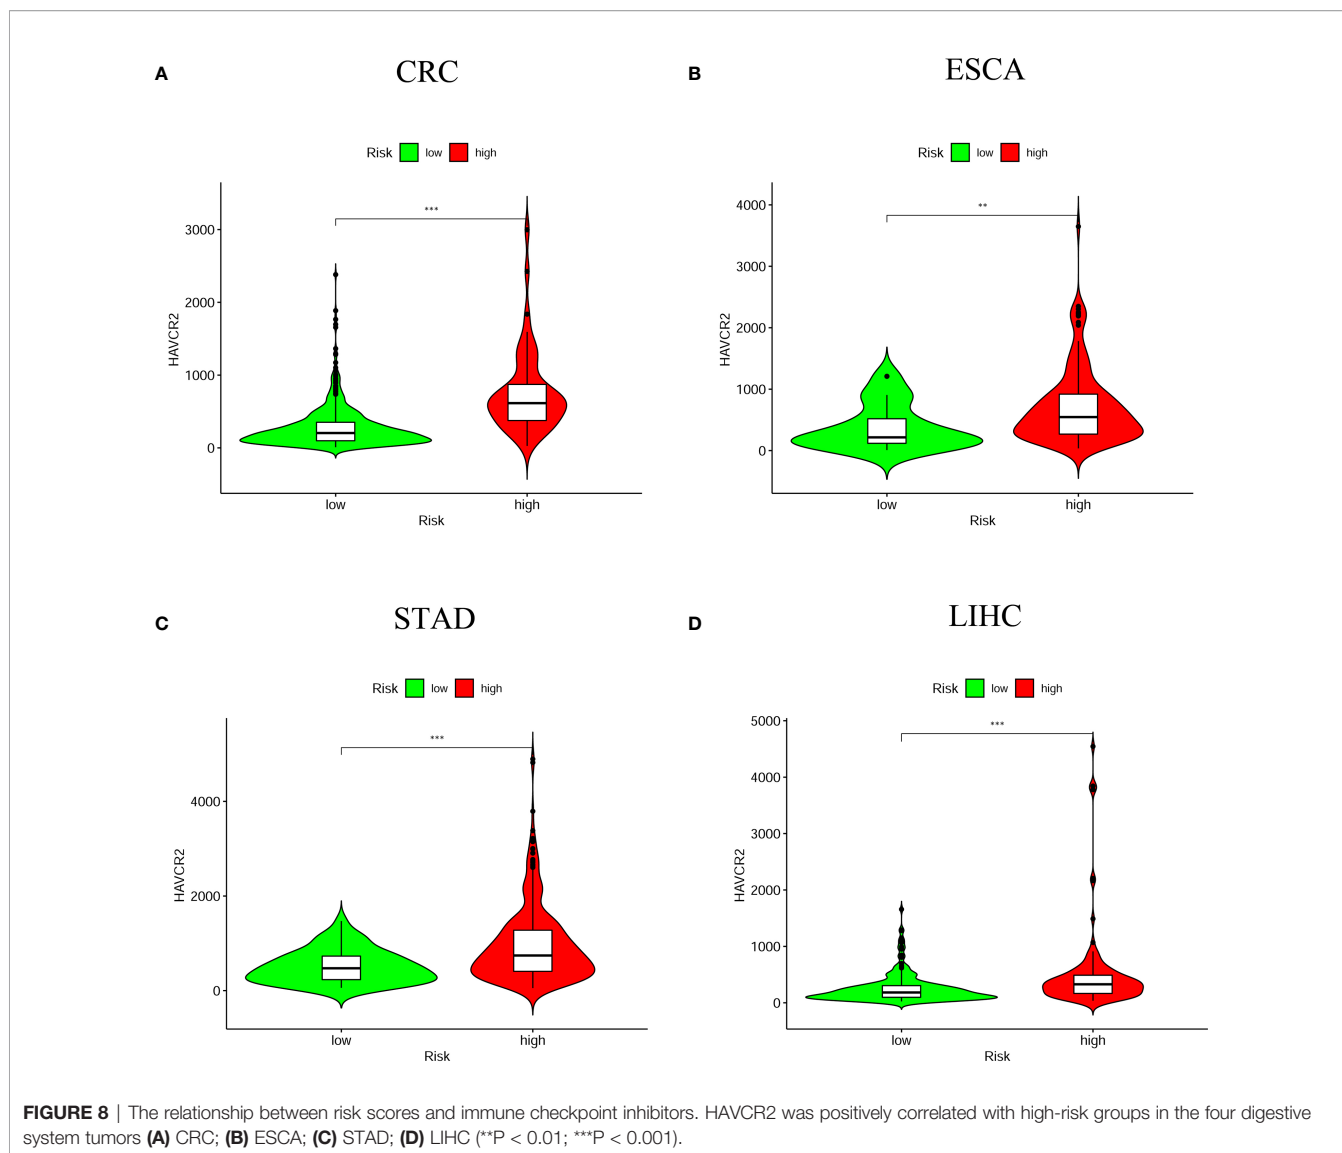 A
CRC
Risk low high
***
3000
2000
1000
0
HAVCR2
low high
Risk
B
ESCA
Risk low high
**
4000
3000
2000
1000
0
HAVCR2
low high
Risk
C
STAD
Risk low high
***
4000
2000
0
HAVCR2
low high
Risk
D
LIHC
Risk low high
***
5000
4000
3000
2000
1000
0
HAVCR2
low high
Risk
FIGURE 8 | The relationship between risk scores and immune checkpoint inhibitors. HAVCR2 was positively correlated with high-risk groups in the four digestive
system tumors (A) CRC; (B) ESCA; (C) STAD; (D) LIHC (**P < 0.01; ***P < 0.001).